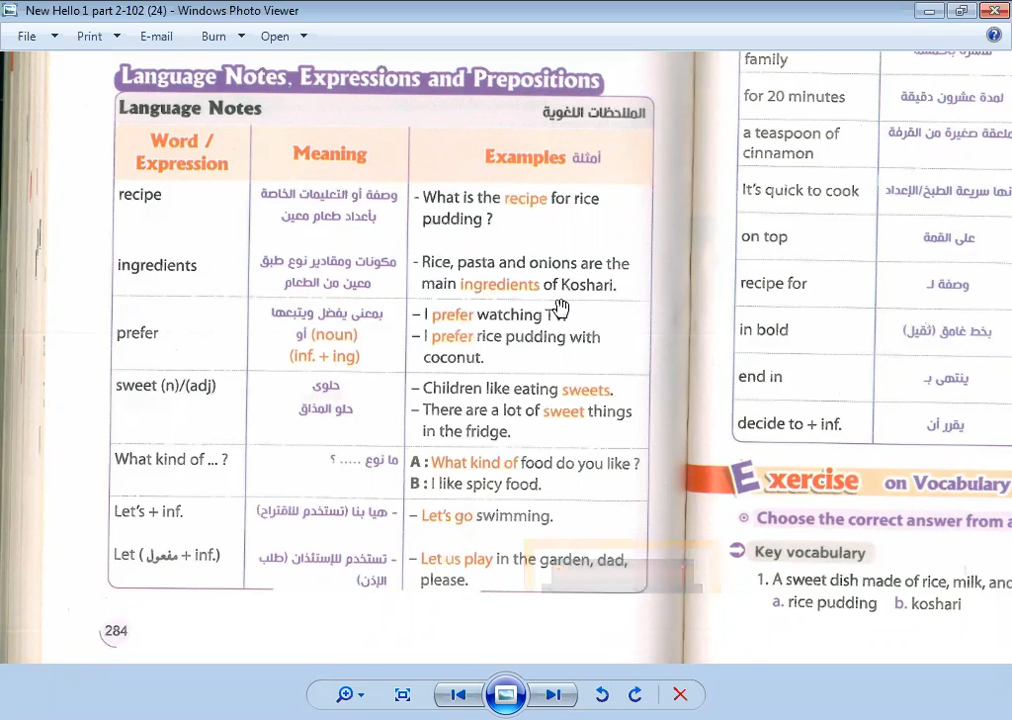 New Hello 1 part 2-102 (24) - Windows Photo Viewer
File Print E-mail Burn Open
Language Notes, Expressions and Prepositions
Language Notes الملاحظات اللغوية
Word / Expression Meaning Examples أمثلة
recipe
وصفة أو التعليمات الخاصة
بأعداد طعام معين
- What is the recipe for rice
pudding ?
ingredients
مكونات ومقادير نوع طبق
معين من الطعام
- Rice, pasta and onions are the
main ingredients of Koshari.
prefer
بمعنى يفضل ويتبعها
(noun) أو
(inf. + ing)
– I prefer watching T
– I prefer rice pudding with
coconut.
sweet (n)/(adj)
حلوى
حلو المذاق
– Children like eating sweets.
– There are a lot of sweet things
in the fridge.
What kind of ... ?
ما نوع ..... ؟
A : What kind of food do you like ?
B : I like spicy food.
Let's + inf.
- هيا بنا (تستخدم للاقتراح)
– Let's go swimming.
Let (مفعول + inf.)
- تستخدم للإستئذان (طلب
الإذن)
– Let us play in the garden, dad,
please.
284
family
for 20 minutes لمدة عشرون دقيقة
a teaspoon of
cinnamon
ملعقة صغيرة من القرفة
It's quick to cook سريعة الطبخ/الإعداد
on top على القمة
recipe for وصفة لـ
in bold بخط غامق (ثقيل)
end in ينتهى بـ
decide to + inf. يقرر أن
Exercise on Vocabulary
Choose the correct answer from a
Key vocabulary
1. A sweet dish made of rice, milk, and
a. rice pudding b. koshari